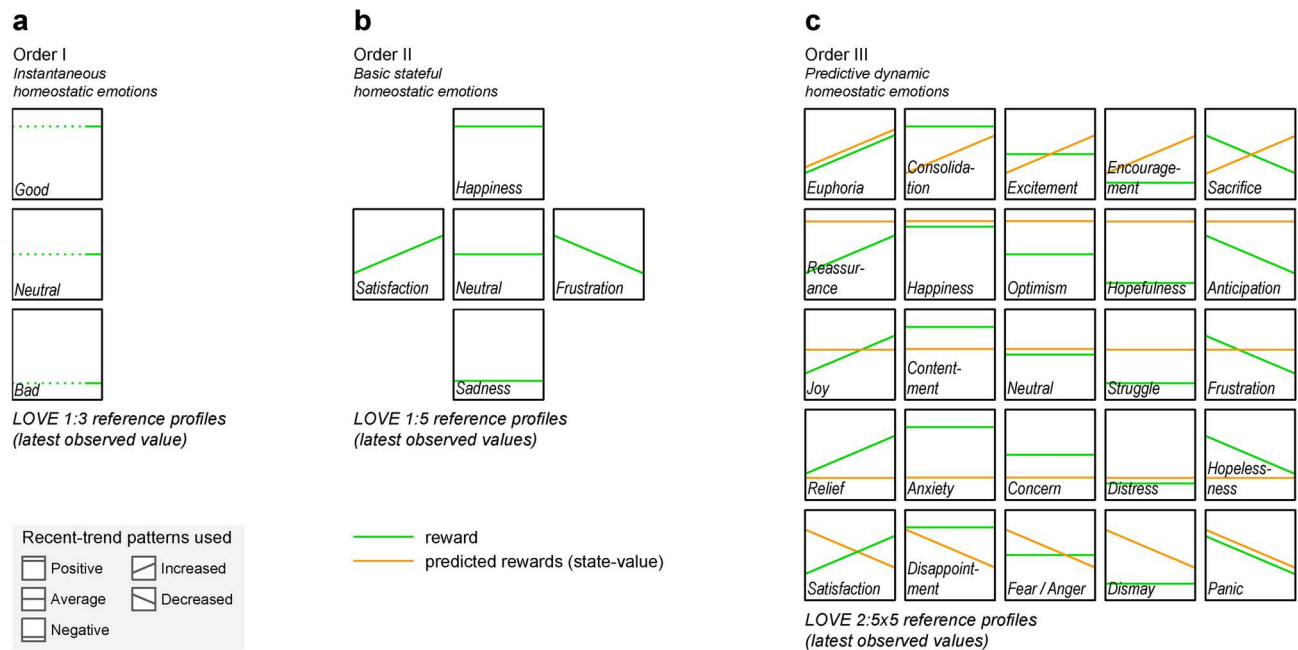 a
Order I
Instantaneous
homeostatic emotions
Good
Neutral
Bad
LOVE 1:3 reference profiles
(latest observed value)
Recent-trend patterns used
Positive
Increased
Average
Decreased
Negative
b
Order II
Basic stateful
homeostatic emotions
Happiness
Satisfaction
Neutral
Frustration
Sadness
LOVE 1:5 reference profiles
(latest observed values)
reward
predicted rewards (state-value)
c
Order III
Predictive dynamic
homeostatic emotions
Euphoria
Consolida-
tion
Excitement
Encourage-
ment
Sacrifice
Reassur-
ance
Happiness
Optimism
Hopefulness
Anticipation
Joy
Content-
ment
Neutral
Struggle
Frustration
Relief
Anxiety
Concern
Distress
Hopeless-
ness
Satisfaction
Disappoint-
ment
Fear / Anger
Dismay
Panic
LOVE 2:5x5 reference profiles
(latest observed values)